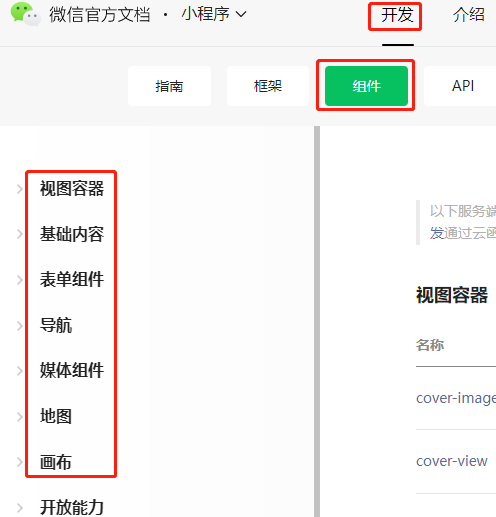 微信官方文档 · 小程序 开发 介绍
指南 框架 组件 API
视图容器
基础内容
表单组件
导航
媒体组件
地图
画布
开放能力
以下服务端
发通过云函
视图容器
名称
cover-image
cover-view